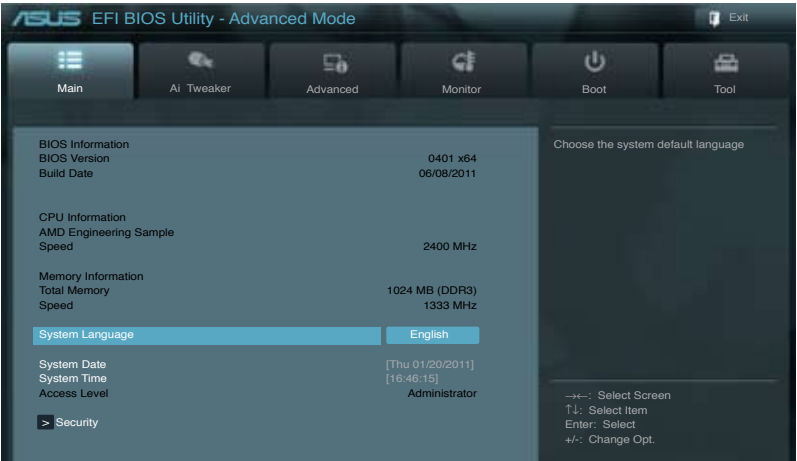 ASUS EFI BIOS Utility - Advanced Mode
Exit
Main Ai Tweaker Advanced Monitor Boot Tool
BIOS Information
BIOS Version 0401 x64
Build Date 06/08/2011
CPU Information
AMD Engineering Sample
Speed 2400 MHz
Memory Information
Total Memory 1024 MB (DDR3)
Speed 1333 MHz
System Language English
System Date [Thu 01/20/2011]
System Time [16:46:15]
Access Level Administrator
> Security
Choose the system default language
→←: Select Screen
↑↓: Select Item
Enter: Select
+/-: Change Opt.